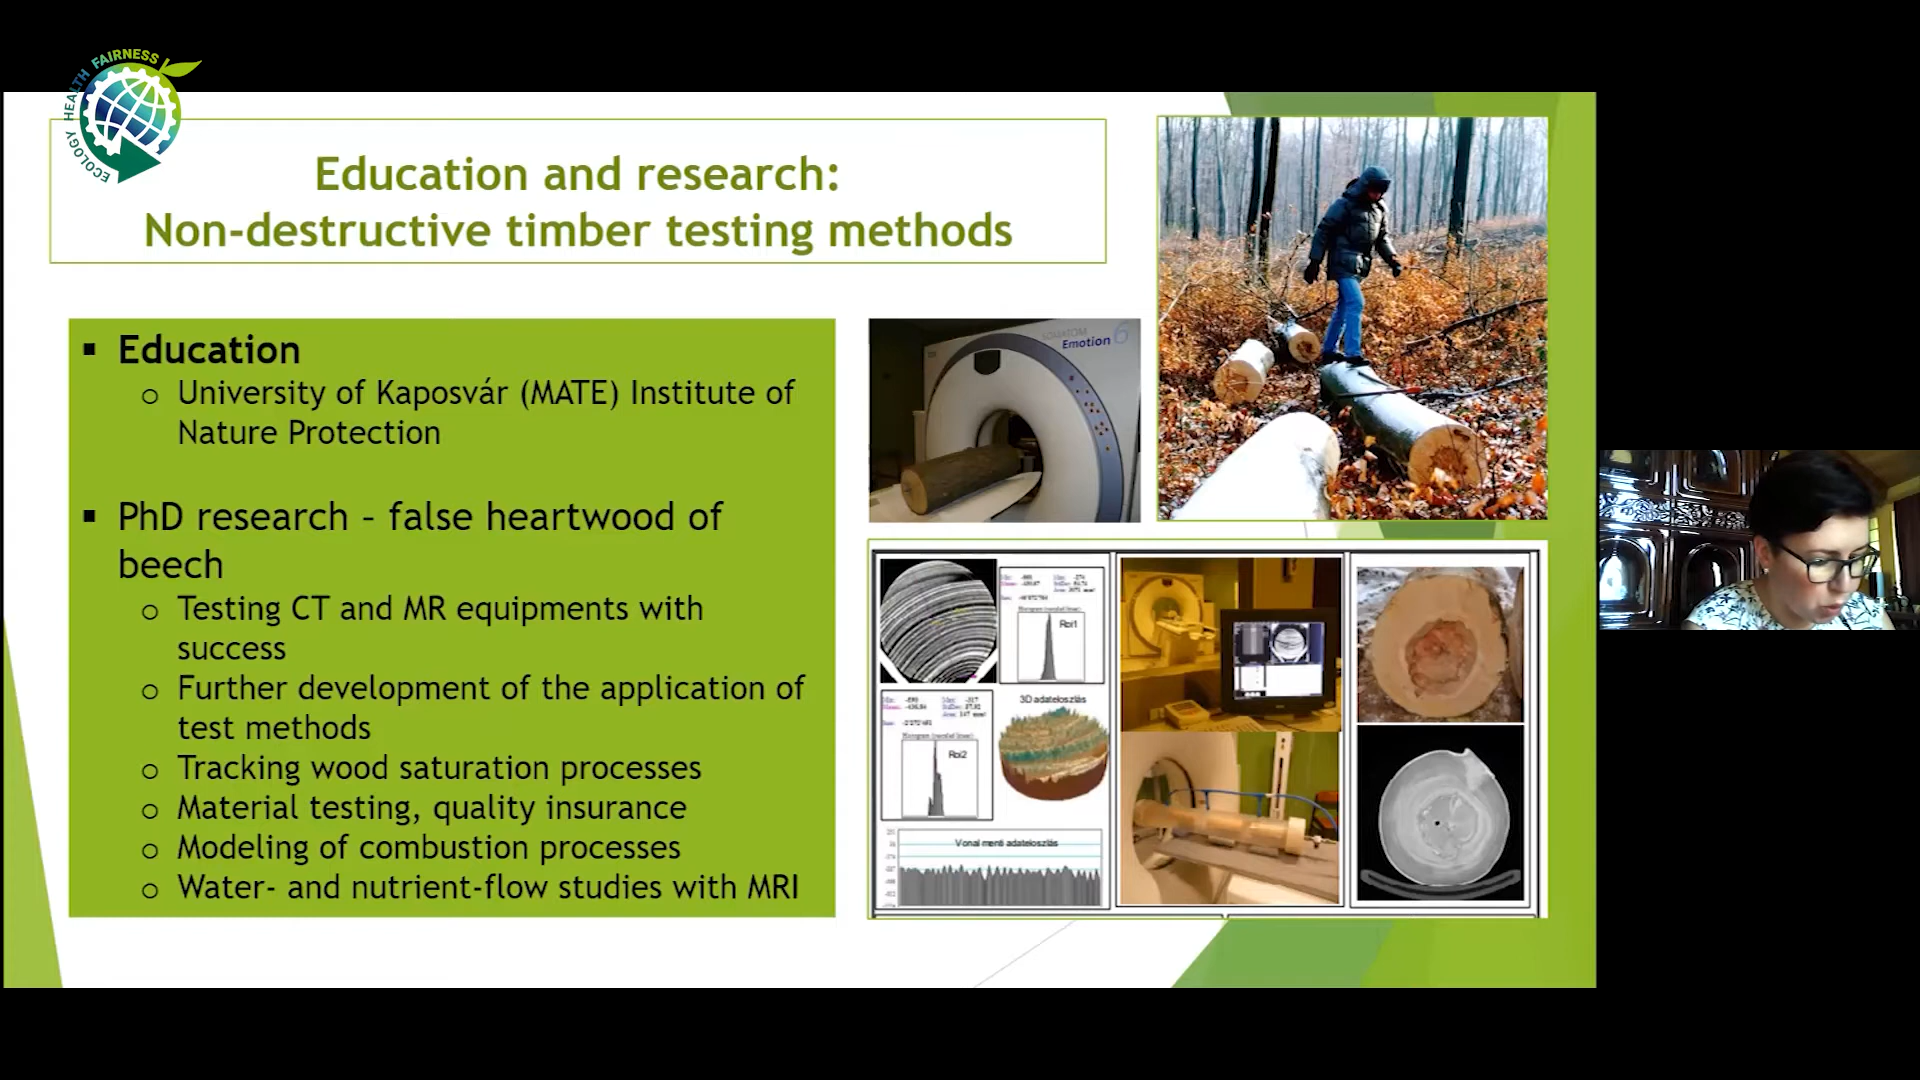 ECOLOGY HEALTH FAIRNESS
Education and research:
Non-destructive timber testing methods
▪ Education
o University of Kaposvár (MATE) Institute of
Nature Protection
▪ PhD research – false heartwood of
beech
o Testing CT and MR equipments with
success
o Further development of the application of
test methods
o Tracking wood saturation processes
o Material testing, quality insurance
o Modeling of combustion processes
o Water- and nutrient-flow studies with MRI
SOMATOM
Emotion 6
Roi1
3D adateloszlás
Roi2
Vonal menti adateloszlás